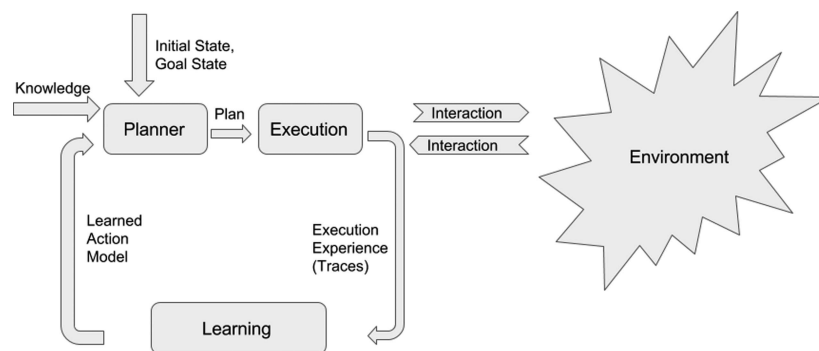 Initial State,
Goal State
Knowledge
Planner
Plan
Execution
Interaction
Interaction
Environment
Learned
Action
Model
Execution
Experience
(Traces)
Learning